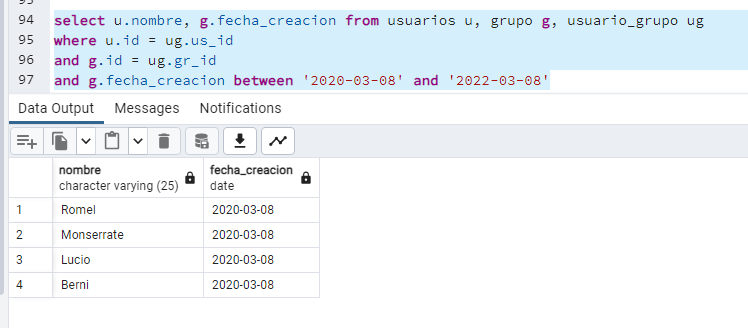 94 select u.nombre, g.fecha_creacion from usuarios u, grupo g, usuario_grupo ug
95 where u.id = ug.us_id
96 and g.id = ug.gr_id
97 and g.fecha_creacion between '2020-03-08' and '2022-03-08'
Data Output Messages Notifications
nombre fecha_creacion
character varying (25) date
1 Romel 2020-03-08
2 Monserrate 2020-03-08
3 Lucio 2020-03-08
4 Berni 2020-03-08